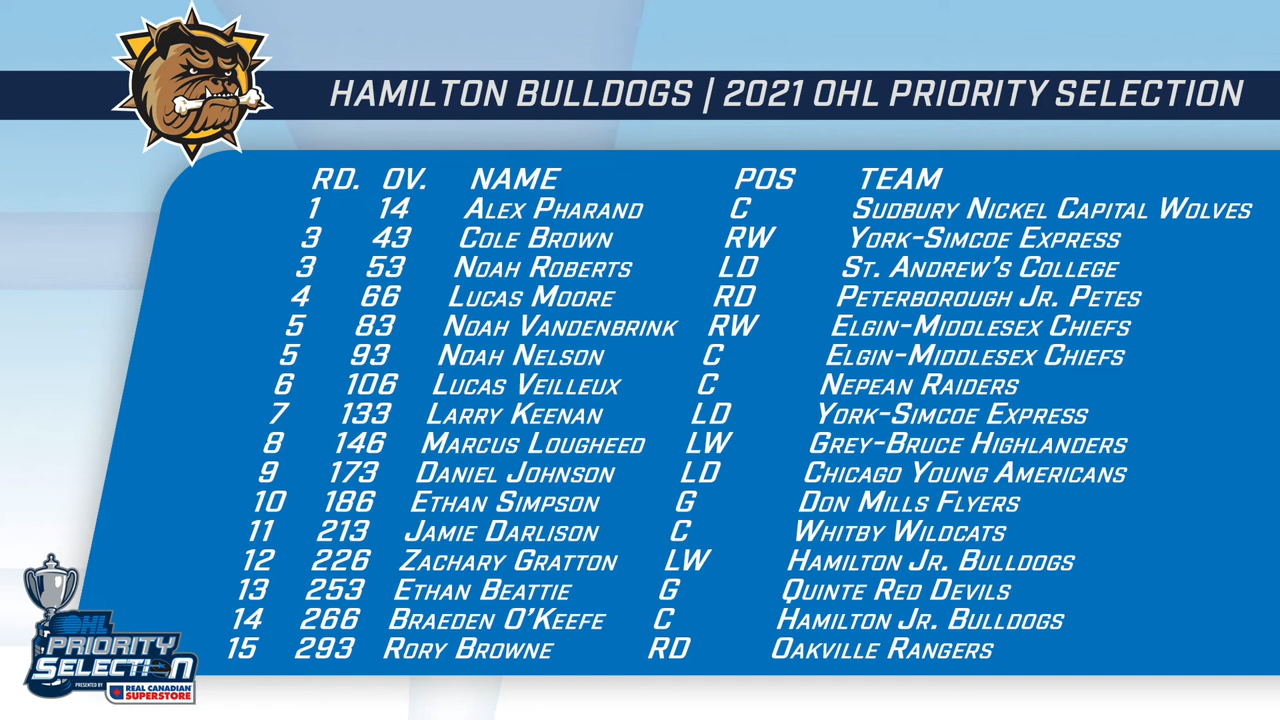 HAMILTON BULLDOGS | 2021 OHL PRIORITY SELECTION
RD. OV. NAME POS TEAM
1 14 ALEX PHARAND C SUDBURY NICKEL CAPITAL WOLVES
3 43 COLE BROWN RW YORK-SIMCOE EXPRESS
3 53 NOAH ROBERTS LD ST. ANDREW'S COLLEGE
4 66 LUCAS MOORE RD PETERBOROUGH JR. PETES
5 83 NOAH VANDENBRINK RW ELGIN-MIDDLESEX CHIEFS
5 93 NOAH NELSON C ELGIN-MIDDLESEX CHIEFS
6 106 LUCAS VEILLEUX C NEPEAN RAIDERS
7 133 LARRY KEENAN LD YORK-SIMCOE EXPRESS
8 146 MARCUS LOUGHEED LW GREY-BRUCE HIGHLANDERS
9 173 DANIEL JOHNSON LD CHICAGO YOUNG AMERICANS
10 186 ETHAN SIMPSON G DON MILLS FLYERS
11 213 JAMIE DARLISON C WHITBY WILDCATS
12 226 ZACHARY GRATTON LW HAMILTON JR. BULLDOGS
13 253 ETHAN BEATTIE G QUINTE RED DEVILS
14 266 BRAEDEN O'KEEFE C HAMILTON JR. BULLDOGS
15 293 RORY BROWNE RD OAKVILLE RANGERS
OHL
PRIORITY
SELECTION
PRESENTED BY
REAL CANADIAN
SUPERSTORE